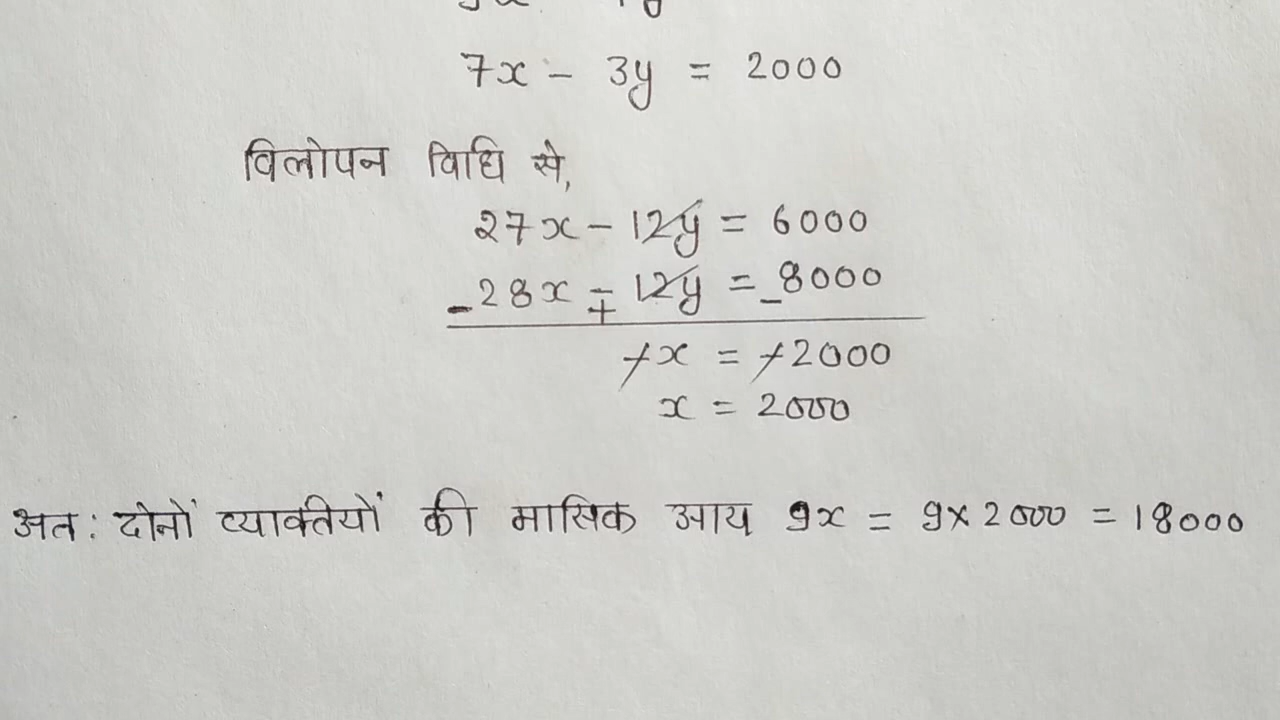 7x - 3y = 2000
विलोपन विधि से,
27x - 12y = 6000
-28x -+ 12y = -8000
-x = -2000
x = 2000
अतः दोनों व्यक्तियों की मासिक आय 9x = 9x2000 = 18000